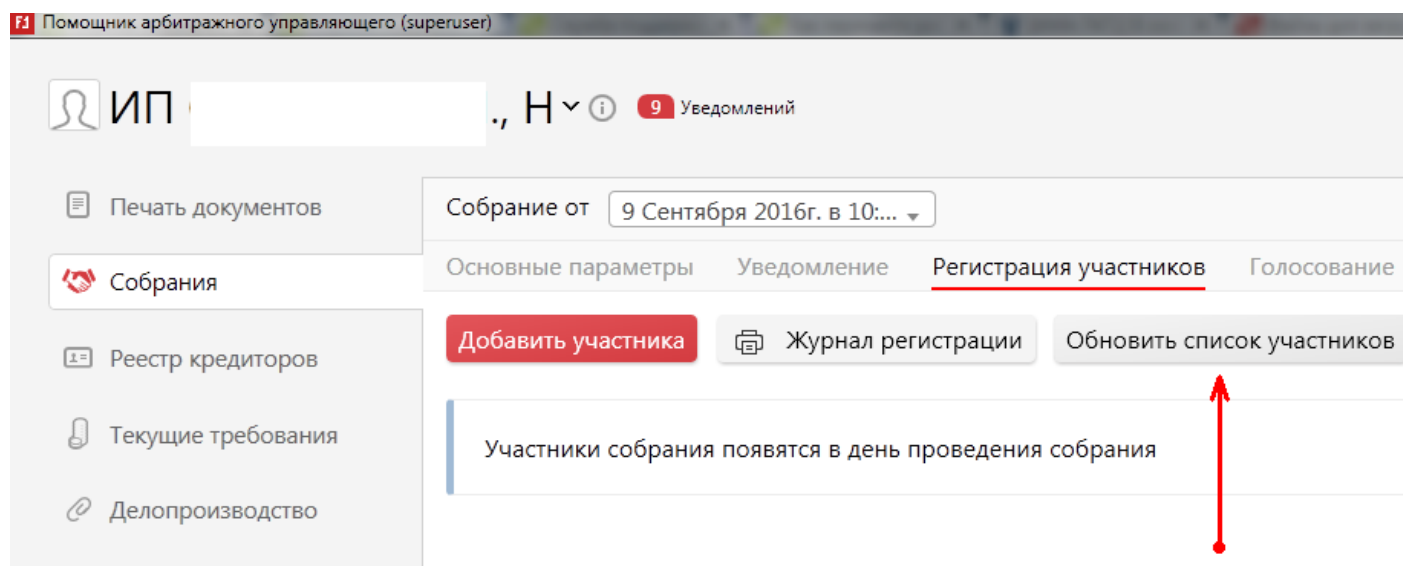 Помощник арбитражного управляющего (superuser)
ИП ., Н 9 Уведомлений
Печать документов
Собрание от 9 Сентября 2016г. в 10:...
Собрания
Основные параметры Уведомление Регистрация участников Голосование
Добавить участника Журнал регистрации Обновить список участников
Реестр кредиторов
Текущие требования
Участники собрания появятся в день проведения собрания
Делопроизводство